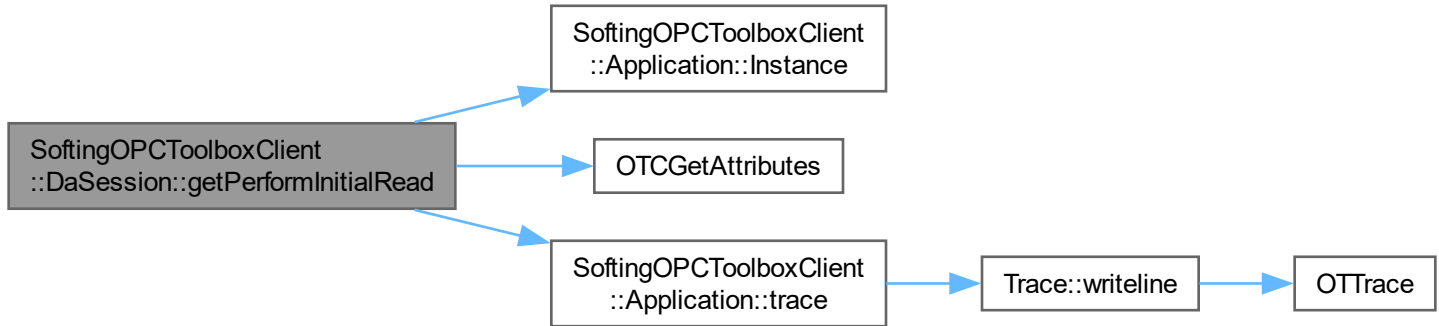 SoftingOPCToolboxClient
::Application::Instance
SoftingOPCToolboxClient
::DaSession::getPerformInitialRead
OTCGetAttributes
SoftingOPCToolboxClient
::Application::trace
Trace::writeline
OTTrace